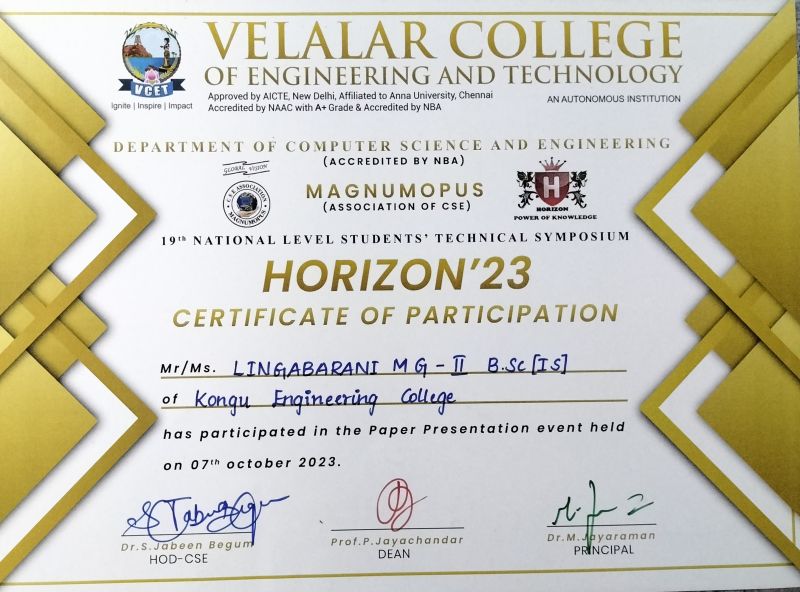 VELALAR COLLEGE
OF ENGINEERING AND TECHNOLOGY
VCET
Ignite | Inspire | Impact
Approved by AICTE, New Delhi, Affiliated to Anna University, Chennai
Accredited by NAAC with A+ Grade & Accredited by NBA
AN AUTONOMOUS INSTITUTION
DEPARTMENT OF COMPUTER SCIENCE AND ENGINEERING
(ACCREDITED BY NBA)
GLOBAL VISION
C.S.E ASSOCIATION
MAGNUMOPUS
MAGNUMOPUS
(ASSOCIATION OF CSE)
H
HORIZON
POWER OF KNOWLEDGE
19th NATIONAL LEVEL STUDENTS' TECHNICAL SYMPOSIUM
HORIZON'23
CERTIFICATE OF PARTICIPATION
Mr/Ms. LINGABARANI M G - II B.Sc [IS]
of Kongu Engineering College
has participated in the Paper Presentation event held
on 07th october 2023.
Dr.S.Jabeen Begum
HOD-CSE
Prof.P.Jayachandar
DEAN
Dr.M.Jayaraman
PRINCIPAL